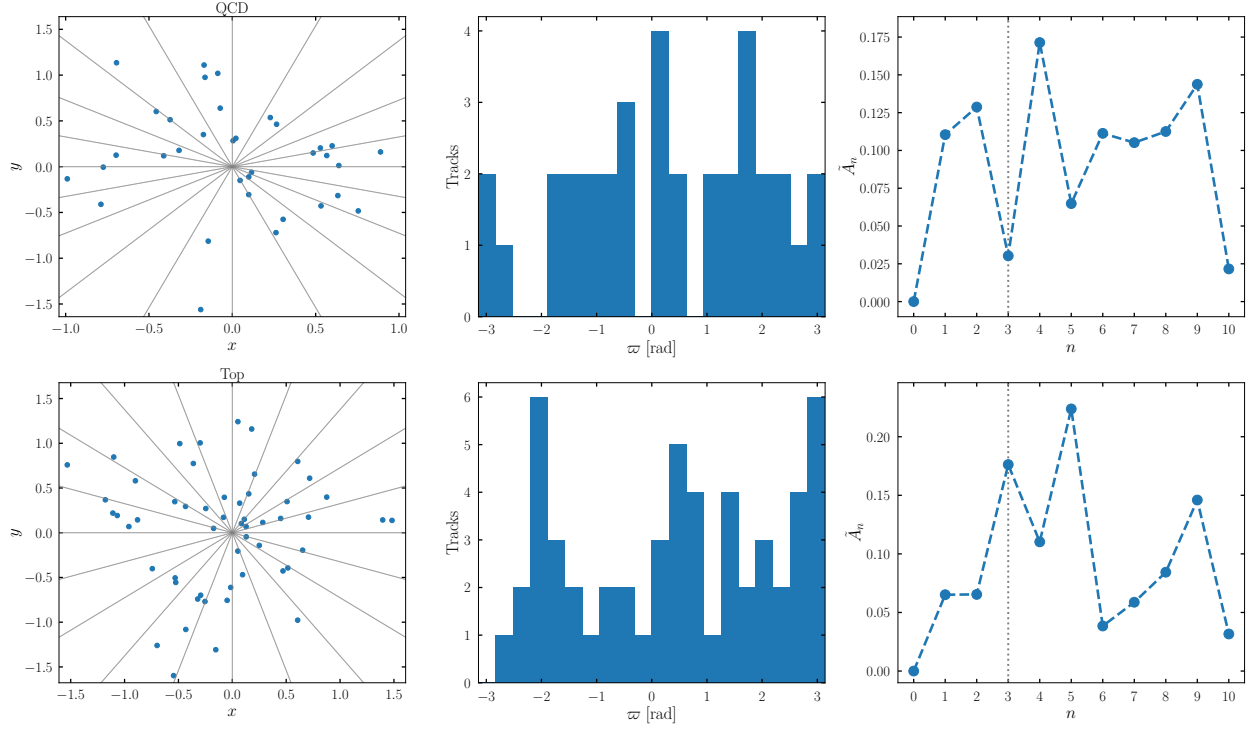 QCD
1.5
1.0
0.5
0.0
−0.5
−1.0
−1.5
−1.0 −0.5 0.0 0.5 1.0
x
y
4
3
2
1
0
−3 −2 −1 0 1 2 3
ϖ [rad]
Tracks
0.175
0.150
0.125
0.100
0.075
0.050
0.025
0.000
0 1 2 3 4 5 6 7 8 9 10
n
Ãₙ
Top
1.5
1.0
0.5
0.0
−0.5
−1.0
−1.5
−1.5 −1.0 −0.5 0.0 0.5 1.0 1.5
x
y
6
5
4
3
2
1
0
−3 −2 −1 0 1 2 3
ϖ [rad]
Tracks
0.20
0.15
0.10
0.05
0.00
0 1 2 3 4 5 6 7 8 9 10
n
Ãₙ